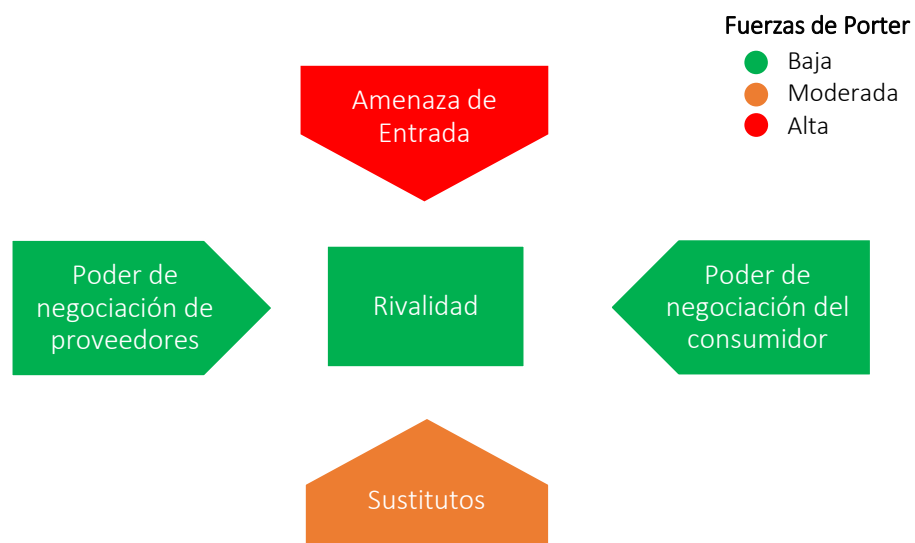 Fuerzas de Porter
Baja
Moderada
Alta
Amenaza de
Entrada
Poder de
negociación de
proveedores
Rivalidad
Poder de
negociación del
consumidor
Sustitutos